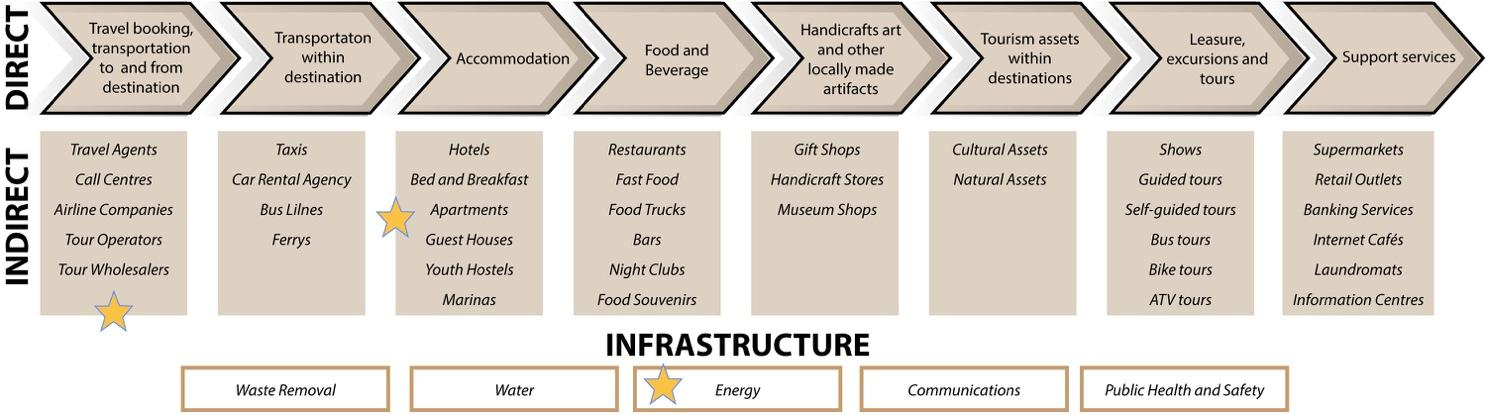 DIRECT
Travel booking,
transportation
to and from
destination
Transportaton
within
destination
Accommodation
Food and
Beverage
Handicrafts art
and other
locally made
artifacts
Tourism assets
within
destinations
Leasure,
excursions and
tours
Support services
INDIRECT
Travel Agents
Call Centres
Airline Companies
Tour Operators
Tour Wholesalers
Taxis
Car Rental Agency
Bus Lilnes
Ferrys
Hotels
Bed and Breakfast
Apartments
Guest Houses
Youth Hostels
Marinas
Restaurants
Fast Food
Food Trucks
Bars
Night Clubs
Food Souvenirs
Gift Shops
Handicraft Stores
Museum Shops
Cultural Assets
Natural Assets
Shows
Guided tours
Self-guided tours
Bus tours
Bike tours
ATV tours
Supermarkets
Retail Outlets
Banking Services
Internet Cafés
Laundromats
Information Centres
INFRASTRUCTURE
Waste Removal
Water
Energy
Communications
Public Health and Safety